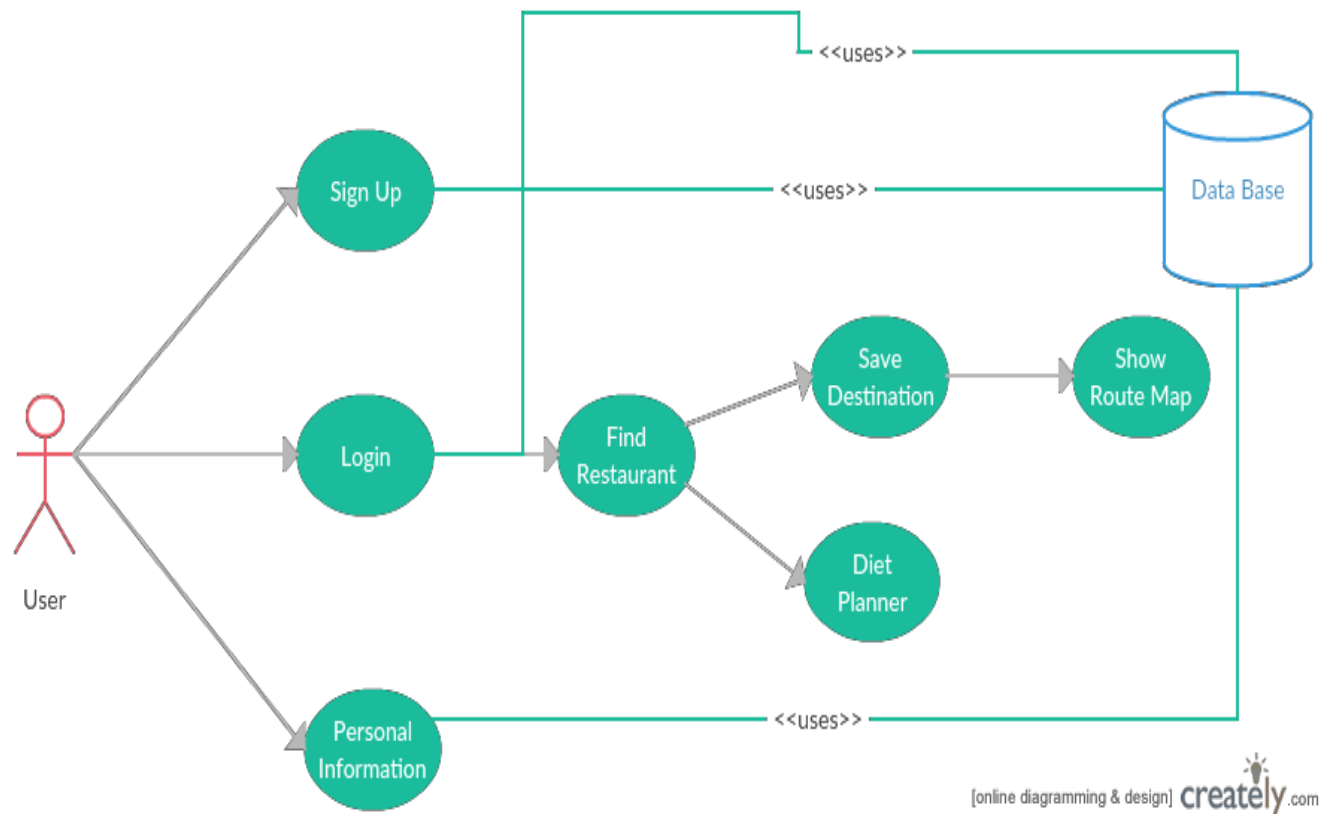 <<uses>>
Sign Up
<<uses>>
Data Base
Save
Destination
Show
Route Map
Login
Find
Restaurant
Diet
Planner
User
Personal
Information
<<uses>>
[online diagramming & design] creately.com